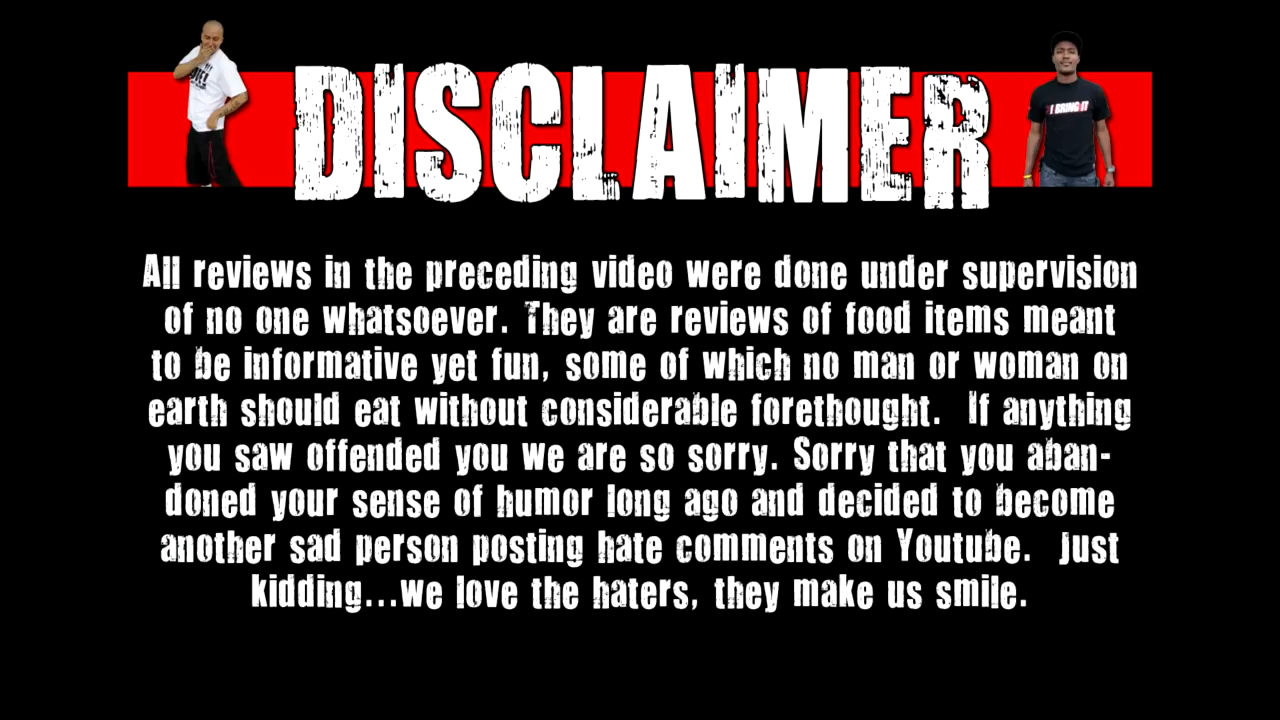 DISCLAIMER
I BRING IT
All reviews in the preceding video were done under supervision
of no one whatsoever. They are reviews of food items meant
to be informative yet fun, some of which no man or woman on
earth should eat without considerable forethought. If anything
you saw offended you we are so sorry. Sorry that you aban-
doned your sense of humor long ago and decided to become
another sad person posting hate comments on Youtube. Just
kidding...we love the haters, they make us smile.